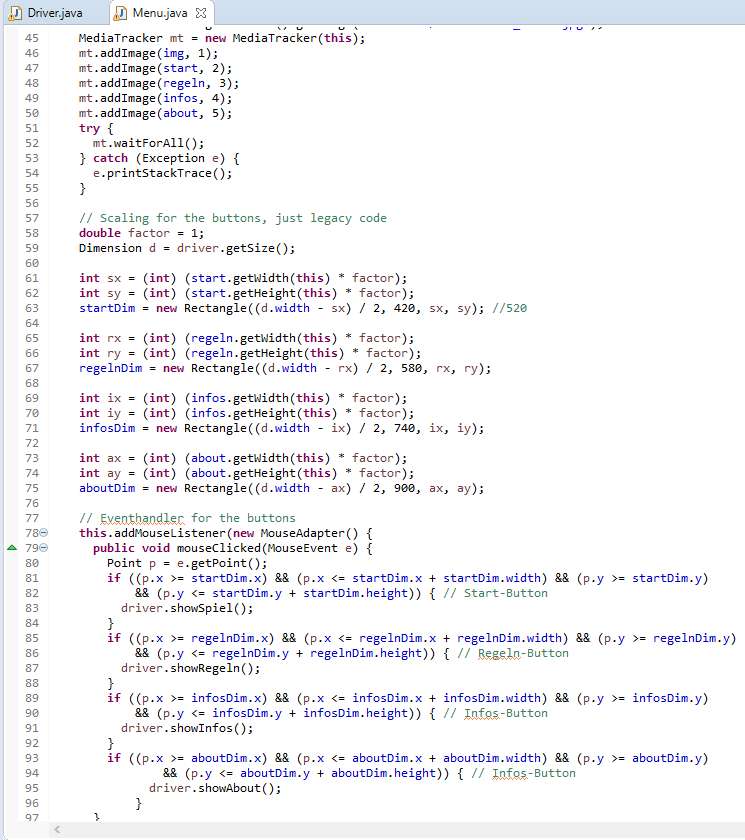 Driver.java Menu.java
45 MediaTracker mt = new MediaTracker(this);
46 mt.addImage(img, 1);
47 mt.addImage(start, 2);
48 mt.addImage(regeln, 3);
49 mt.addImage(infos, 4);
50 mt.addImage(about, 5);
51 try {
52 mt.waitForAll();
53 } catch (Exception e) {
54 e.printStackTrace();
55 }
56
57 // Scaling for the buttons, just legacy code
58 double factor = 1;
59 Dimension d = driver.getSize();
60
61 int sx = (int) (start.getWidth(this) * factor);
62 int sy = (int) (start.getHeight(this) * factor);
63 startDim = new Rectangle((d.width - sx) / 2, 420, sx, sy); //520
64
65 int rx = (int) (regeln.getWidth(this) * factor);
66 int ry = (int) (regeln.getHeight(this) * factor);
67 regelnDim = new Rectangle((d.width - rx) / 2, 580, rx, ry);
68
69 int ix = (int) (infos.getWidth(this) * factor);
70 int iy = (int) (infos.getHeight(this) * factor);
71 infosDim = new Rectangle((d.width - ix) / 2, 740, ix, iy);
72
73 int ax = (int) (about.getWidth(this) * factor);
74 int ay = (int) (about.getHeight(this) * factor);
75 aboutDim = new Rectangle((d.width - ax) / 2, 900, ax, ay);
76
77 // Eventhandler for the buttons
78 this.addMouseListener(new MouseAdapter() {
79 public void mouseClicked(MouseEvent e) {
80 Point p = e.getPoint();
81 if ((p.x >= startDim.x) && (p.x <= startDim.x + startDim.width) && (p.y >= startDim.y)
82 && (p.y <= startDim.y + startDim.height)) { // Start-Button
83 driver.showSpiel();
84 }
85 if ((p.x >= regelnDim.x) && (p.x <= regelnDim.x + regelnDim.width) && (p.y >= regelnDim.y)
86 && (p.y <= regelnDim.y + regelnDim.height)) { // Regeln-Button
87 driver.showRegeln();
88 }
89 if ((p.x >= infosDim.x) && (p.x <= infosDim.x + infosDim.width) && (p.y >= infosDim.y)
90 && (p.y <= infosDim.y + infosDim.height)) { // Infos-Button
91 driver.showInfos();
92 }
93 if ((p.x >= aboutDim.x) && (p.x <= aboutDim.x + aboutDim.width) && (p.y >= aboutDim.y)
94 && (p.y <= aboutDim.y + aboutDim.height)) { // Infos-Button
95 driver.showAbout();
96 }
97 }